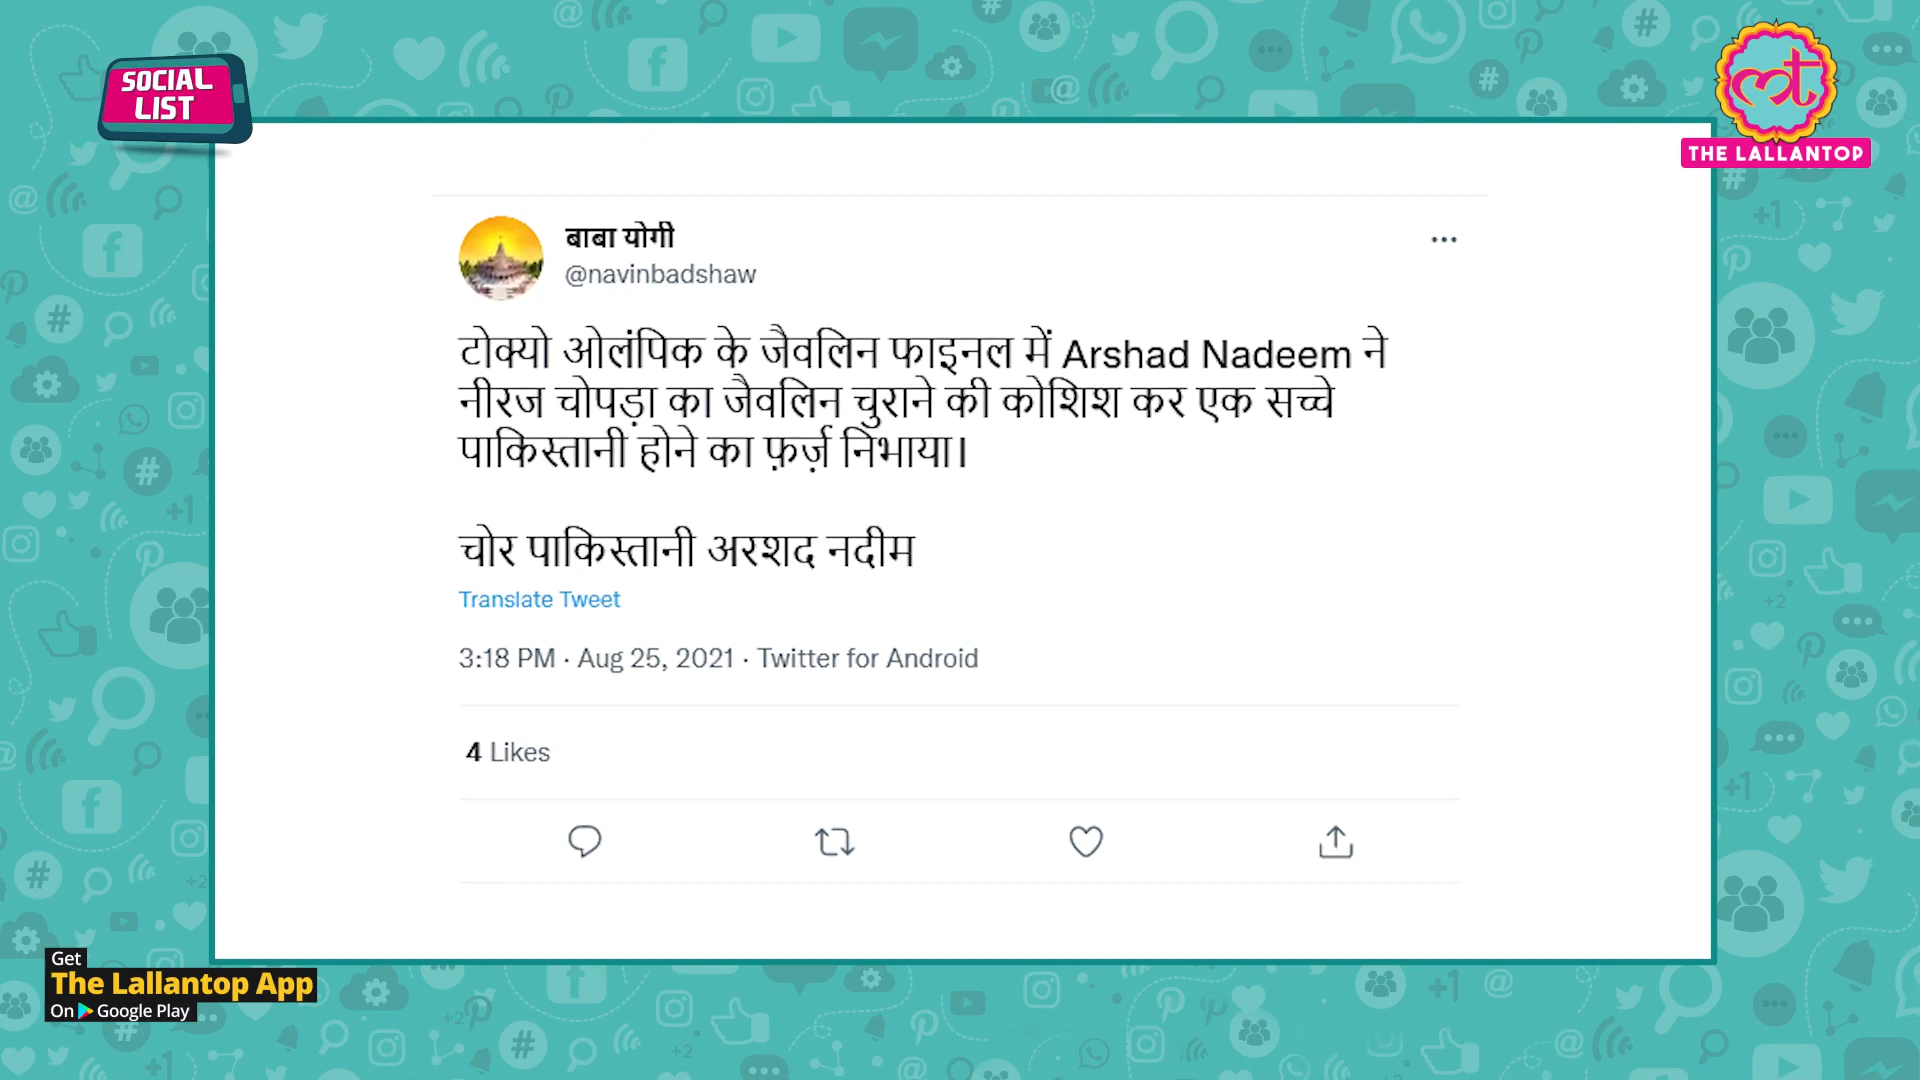 SOCIAL
LIST
THE LALLANTOP
बाबा योगी
@navinbadshaw
टोक्यो ओलंपिक के जैवलिन फाइनल में Arshad Nadeem ने
नीरज चोपड़ा का जैवलिन चुराने की कोशिश कर एक सच्चे
पाकिस्तानी होने का फ़र्ज़ निभाया।
चोर पाकिस्तानी अरशद नदीम
Translate Tweet
3:18 PM · Aug 25, 2021 · Twitter for Android
4 Likes
Get
The Lallantop App
On Google Play